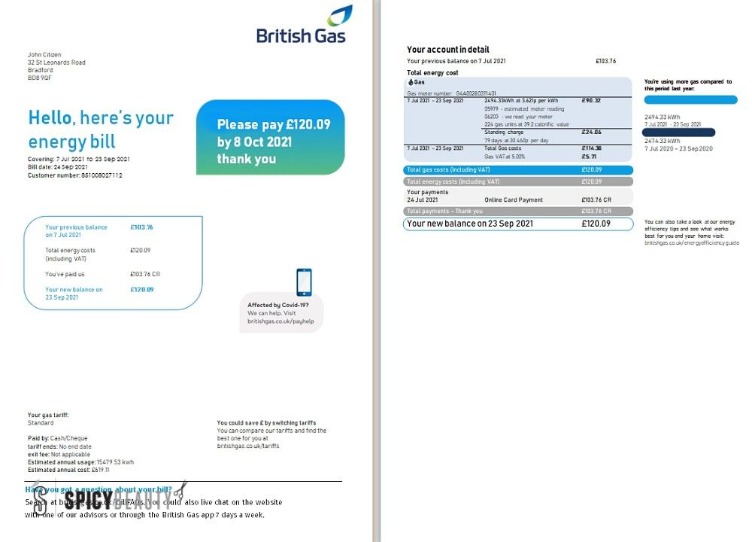 British Gas
John Citizen
32 St Leonards Road
Bradford
BD8 9QF
Hello, here's your
energy bill
Covering: 7 Jul 2021 to 23 Sep 2021
Bill date: 24 Sep 2021
Customer number: 851008027112
Please pay £120.09
by 8 Oct 2021
thank you
Your previous balance £103.76
on 7 Jul 2021
Total energy costs £120.09
(including VAT)
You've paid us £103.76 CR
Your new balance on £120.09
23 Sep 2021
Affected by Covid-19?
We can help. Visit
britishgas.co.uk/payhelp
Your gas tariff:
Standard
Paid by: Cash/Cheque
tariff ends: No end date
exit fee: Not applicable
Estimated annual usage: 15479.53 kwh
Estimated annual cost: £619.11
You could save £ by switching tariffs
You can compare our tariffs and find the
best one for you at
britishgas.co.uk/tariffs
Have you got a question about your bill?
also live chat on the website
with one of our advisors or through the British Gas app 7 days a week.
SPICYBEAUTY
Your account in detail
Your previous balance on 7 Jul 2021 £103.76
Total energy cost
Gas
Gas meter number:
7 Jul 2021 - 23 Sep 2021 2494.33kWh at 3.621p per kWh £90.32
- estimated meter reading
- we read your meter
226 gas units at 39.2 calorific value
Standing charge £24.06
79 days at 30.460p per day
7 Jul 2021 - 23 Sep 2021 Total Gas costs £114.38
Gas VAT at 5.00% £5.71
Total gas costs (Including VAT) £120.09
Total energy costs (Including VAT) £120.09
Your payments
24 Jul 2021 Online Card Payment £103.76 CR
Total payments - Thank you £103.76 CR
Your new balance on 23 Sep 2021 £120.09
You're using more gas compared to
this period last year:
2494.33 kWh
7 Jul 2021 - 23 Sep 2021
2474.33 kWh
7 Jul 2020 - 23 Sep 2020
You can also take a look at our energy
efficiency tips and see what works
best for you and your home visit:
britishgas.co.uk/energyefficiency guide